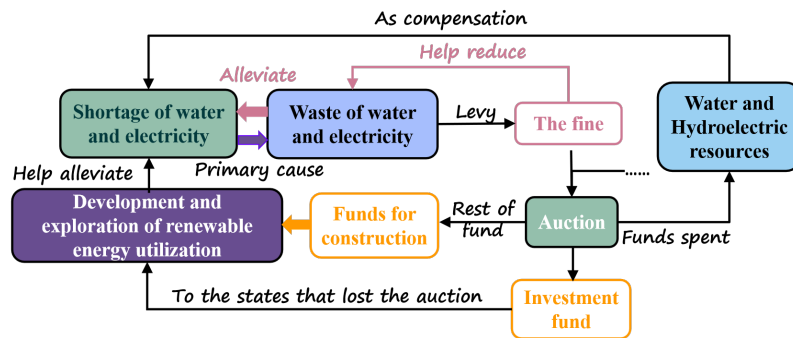 As compensation
Help reduce
Alleviate
Shortage of water
and electricity
Waste of water
and electricity
Levy
The fine
Water and
Hydroelectric
resources
Primary cause
Help alleviate
......
Development and
exploration of renewable
energy utilization
Funds for
construction
Rest of
fund
Auction
Funds spent
To the states that lost the auction
Investment
fund